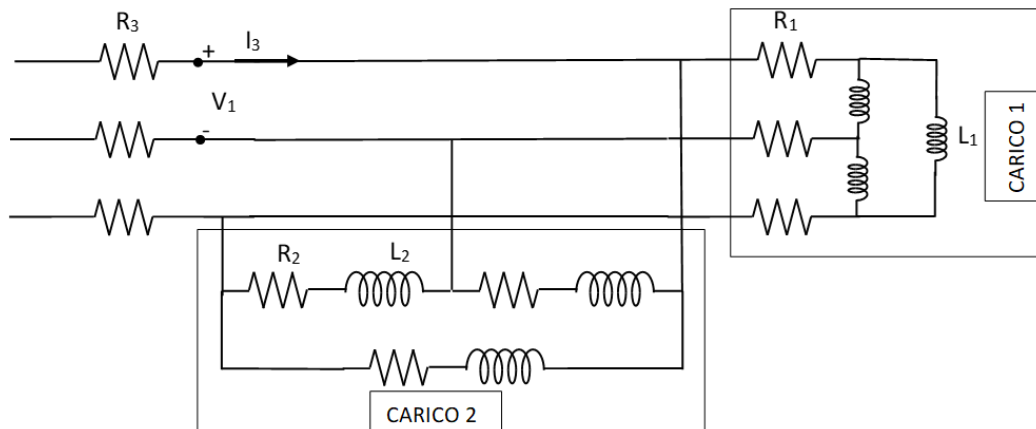 R₃
+
I₃
R₁
V₁
-
L₁
CARICO 1
R₂
L₂
CARICO 2